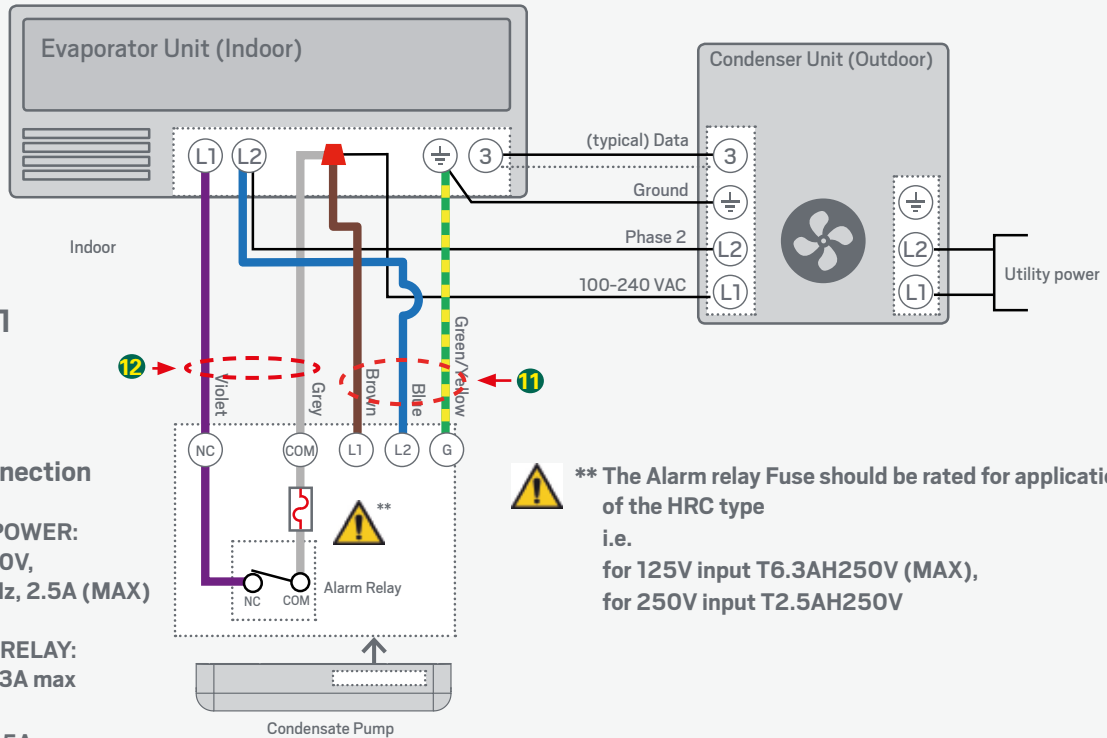 Evaporator Unit (Indoor)
Condenser Unit (Outdoor)
L1
L2
3
(typical) Data
3
Ground
Phase 2
L2
L2
Indoor
100-240 VAC
L1
L1
Utility power
1
12
11
Violet
Grey
Brown
Blue
Green/Yellow
NC
COM
L1
L2
G
nnection
POWER:
0V,
Hz, 2.5A (MAX)
**
** The Alarm relay Fuse should be rated for applicatio
of the HRC type
i.e.
for 125V input T6.3AH250V (MAX),
for 250V input T2.5AH250V
NC
COM
Alarm Relay
RELAY:
3A max
Condensate Pump